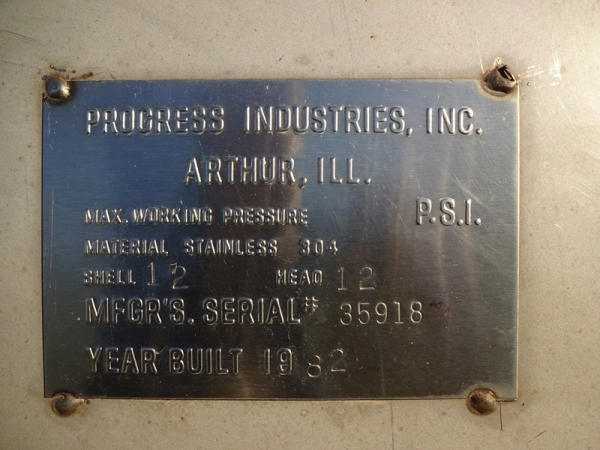 PROGRESS INDUSTRIES, INC.
ARTHUR, ILL.
MAX. WORKING PRESSURE P.S.I.
MATERIAL STAINLESS 304
SHELL 12 HEAD 12
MFGR'S. SERIAL# 35918
YEAR BUILT 1982